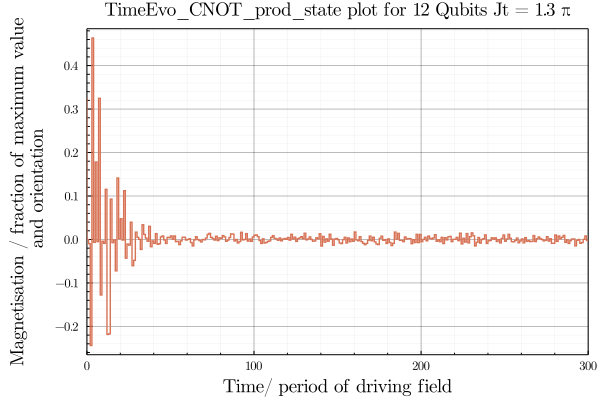 TimeEvo_CNOT_prod_state plot for 12 Qubits Jt = 1.3 π
Magnetisation / fraction of maximum value
and orientation
0.4
0.3
0.2
0.1
0.0
−0.1
−0.2
0
100
200
300
Time/ period of driving field